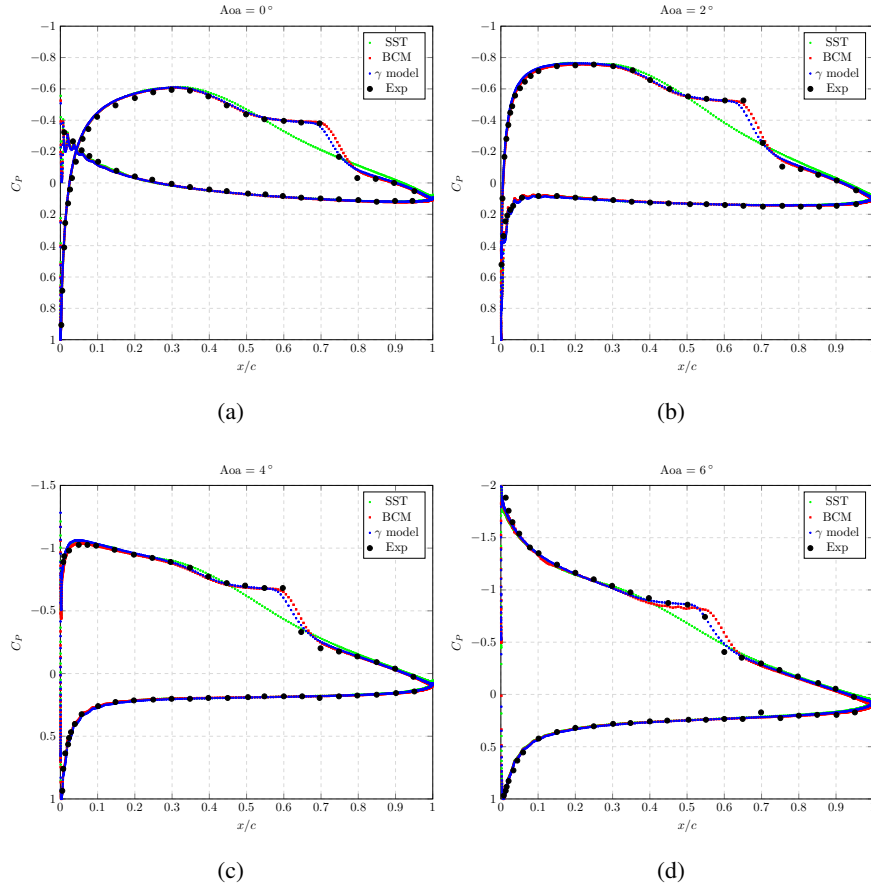 Aoa = 0°
−1
−0.8
−0.6
−0.4
−0.2
0
0.2
0.4
0.6
0.8
1
C_P
0 0.1 0.2 0.3 0.4 0.5 0.6 0.7 0.8 0.9 1
x/c
SST
BCM
γ model
Exp
(a)
Aoa = 2°
−1
−0.8
−0.6
−0.4
−0.2
0
0.2
0.4
0.6
0.8
1
C_P
0 0.1 0.2 0.3 0.4 0.5 0.6 0.7 0.8 0.9 1
x/c
SST
BCM
γ model
Exp
(b)
Aoa = 4°
−1.5
−1
−0.5
0
0.5
1
C_P
0 0.1 0.2 0.3 0.4 0.5 0.6 0.7 0.8 0.9 1
x/c
SST
BCM
γ model
Exp
(c)
Aoa = 6°
−2
−1.5
−1
−0.5
0
0.5
1
C_P
0 0.1 0.2 0.3 0.4 0.5 0.6 0.7 0.8 0.9 1
x/c
SST
BCM
γ model
Exp
(d)